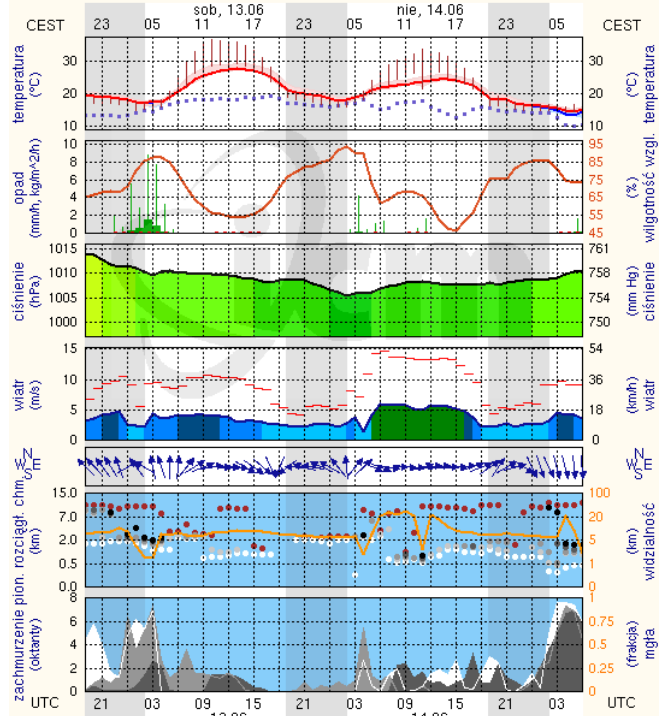 sob, 13.06 nie, 14.06
CEST 23 05 11 17 23 05 11 17 23 05 CEST
temperatura (°C) 30 20 10 30 20 10 temperatura (°C)
opad (mm/h, kg/m^2/h) 10 8 6 4 2 0 95 85 75 65 55 45 wilgotność wzgl. (%)
ciśnienie (hPa) 1015 1010 1005 1000 761 758 754 750 ciśnienie (mm Hg)
wiatr (m/s) 15 10 5 0 54 36 18 0 wiatr (km/h)
N W E S N W E S
pion. rozciągł. chm. (km) 15.0 7.0 2.0 0.5 0.0 100 20 5 1 0 widzialność (km)
zachmurzenie (oktanty) 8 6 4 2 0 1 0.75 0.5 0.25 0 mgła (frakcja)
UTC 21 03 09 15 21 03 09 15 21 03 UTC